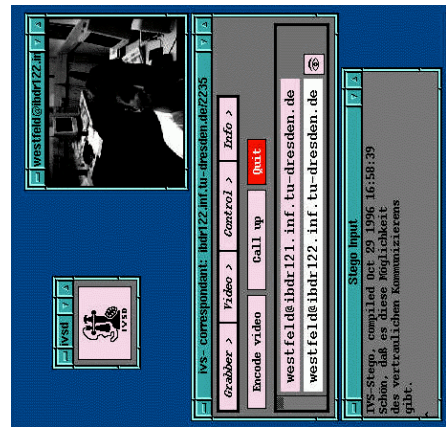 westfeld@ibdr122.in
ivsd
IVSD
ivs- correspondant: ibdr122.inf.tu-dresden.de/2235
Grabber > Video > Control > Info >
Encode video Call up Quit
westfeld@ibdr121.inf.tu-dresden.de
westfeld@ibdr122.inf.tu-dresden.de
Stego Input
IVS-Stego, compiled Oct 29 1996 16:58:39
Schön, daß es diese Möglichkeit
des vertraulichen Kommunizierens
gibt.